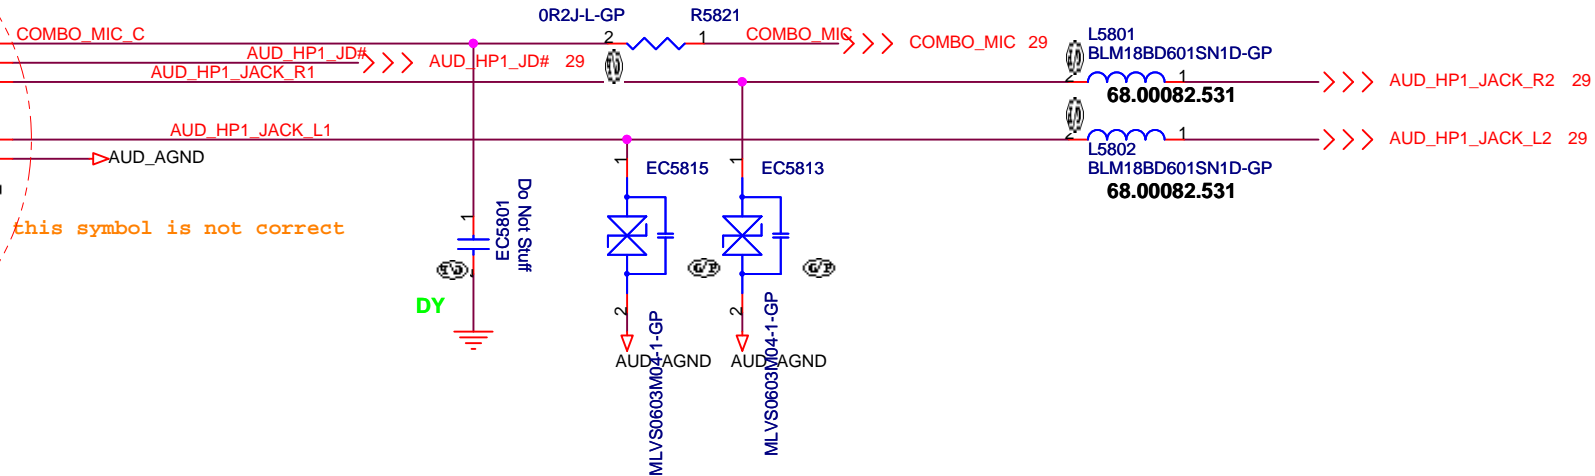 0R2J-L-GP
R5821
COMBO_MIC_C
2
1
COMBO_MIC
COMBO_MIC 29
L5801
BLM18BD601SN1D-GP
AUD_HP1_JD#
AUD_HP1_JD# 29
AUD_HP1_JACK_R1
2
1
AUD_HP1_JACK_R2 29
68.00082.531
AUD_HP1_JACK_L1
2
1
AUD_HP1_JACK_L2 29
L5802
BLM18BD601SN1D-GP
68.00082.531
AUD_AGND
1
EC5815
1
EC5813
this symbol is not correct
1
EC5801
Do Not Stuff
G/P
G/P
DY
2
2
AUD_AGND
AUD_AGND
MLVS0603M04-1-GP
MLVS0603M04-1-GP